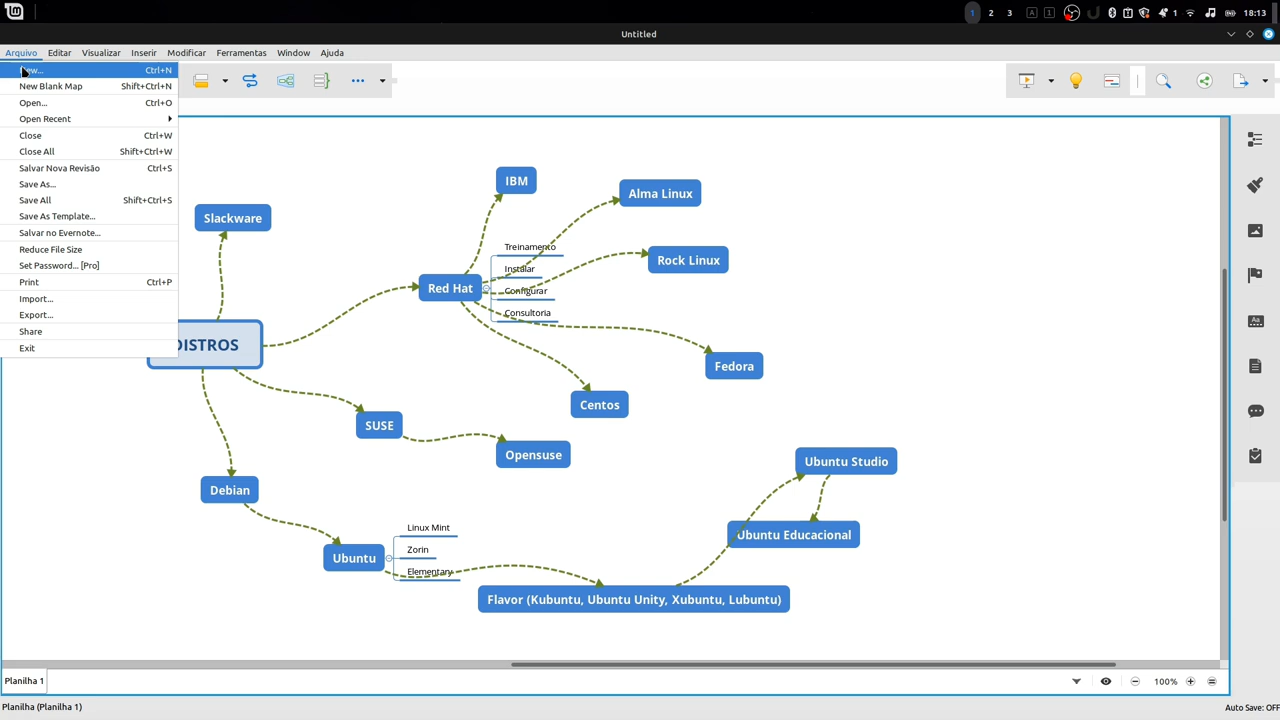 1 2 3 A 1 1 18:13
Untitled
Arquivo Editar Visualizar Inserir Modificar Ferramentas Window Ajuda
Ctrl+N
New Blank Map Shift+Ctrl+N
Open... Ctrl+O
Open Recent
Close Ctrl+W
Close All Shift+Ctrl+W
Salvar Nova Revisão Ctrl+S
Save As...
Save All Shift+Ctrl+S
Save As Template...
Salvar no Evernote...
Reduce File Size
Set Password... [Pro]
Print Ctrl+P
Import...
Export...
Share
Exit
IBM
Alma Linux
Slackware
Treinamento
Rock Linux
Instalar
Red Hat
Configurar
Consultoria
DISTROS
Fedora
Centos
SUSE
Opensuse
Ubuntu Studio
Debian
Linux Mint
Ubuntu Educacional
Zorin
Ubuntu
Elementary
Flavor (Kubuntu, Ubuntu Unity, Xubuntu, Lubuntu)
Planilha 1
100%
Planilha (Planilha 1) Auto Save: OFF